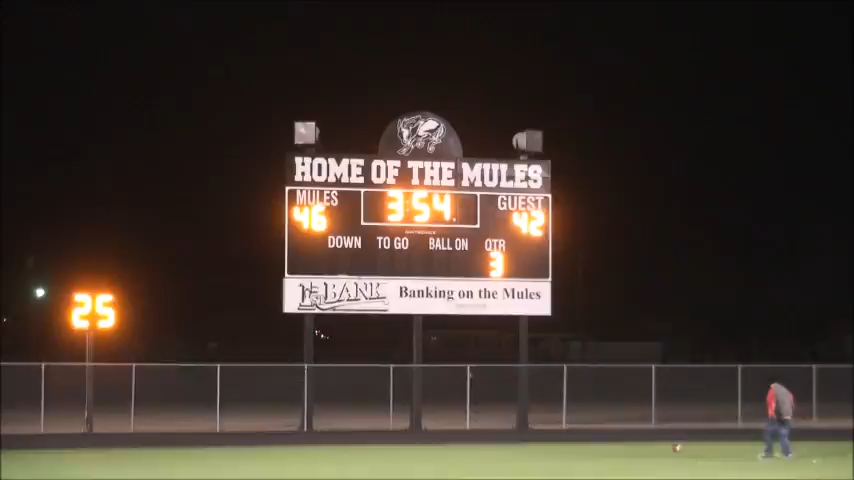 HOME OF THE MULES
MULES 3:54 GUEST
46 42
DOWN TO GO BALL ON QTR
3
1st BANK Banking on the Mules
25